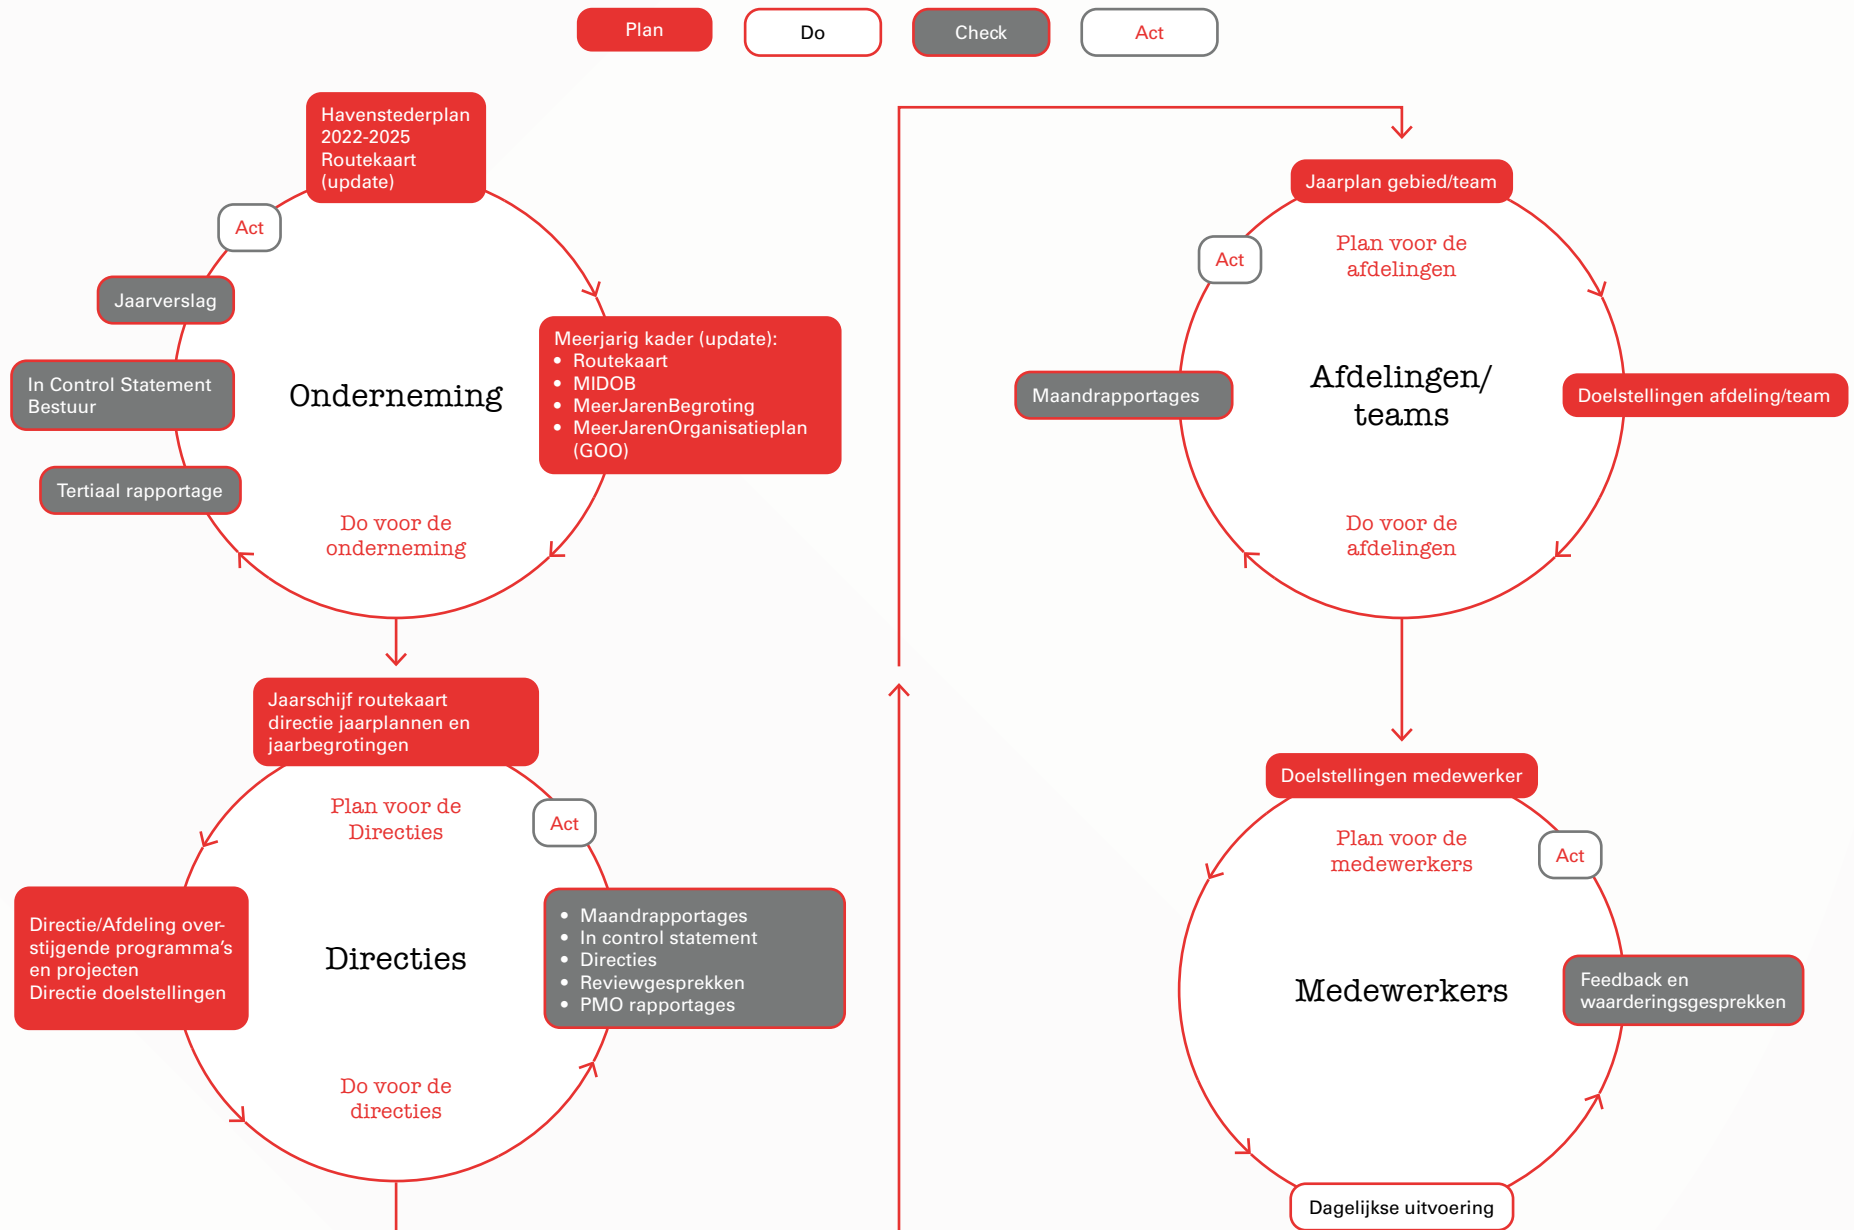 Plan
Do
Check
Act
Havenstederplan
2022-2025
Routekaart
(update)
Act
Jaarverslag
In Control Statement
Bestuur
Tertiaal rapportage
Onderneming
Meerjarig kader (update):
• Routekaart
• MIDOB
• MeerJarenBegroting
• MeerJarenOrganisatieplan
(GOO)
Do voor de
onderneming
Jaarschijf routekaart
directie jaarplannen en
jaarbegrotingen
Plan voor de
Directies
Act
Directie/Afdeling over-
stijgende programma's
en projecten
Directie doelstellingen
Directies
• Maandrapportages
• In control statement
• Directies
• Reviewgesprekken
• PMO rapportages
Do voor de
directies
Jaarplan gebied/team
Plan voor de
afdelingen
Act
Maandrapportages
Afdelingen/
teams
Doelstellingen afdeling/team
Do voor de
afdelingen
Doelstellingen medewerker
Plan voor de
medewerkers
Act
Medewerkers
Feedback en
waarderingsgesprekken
Dagelijkse uitvoering